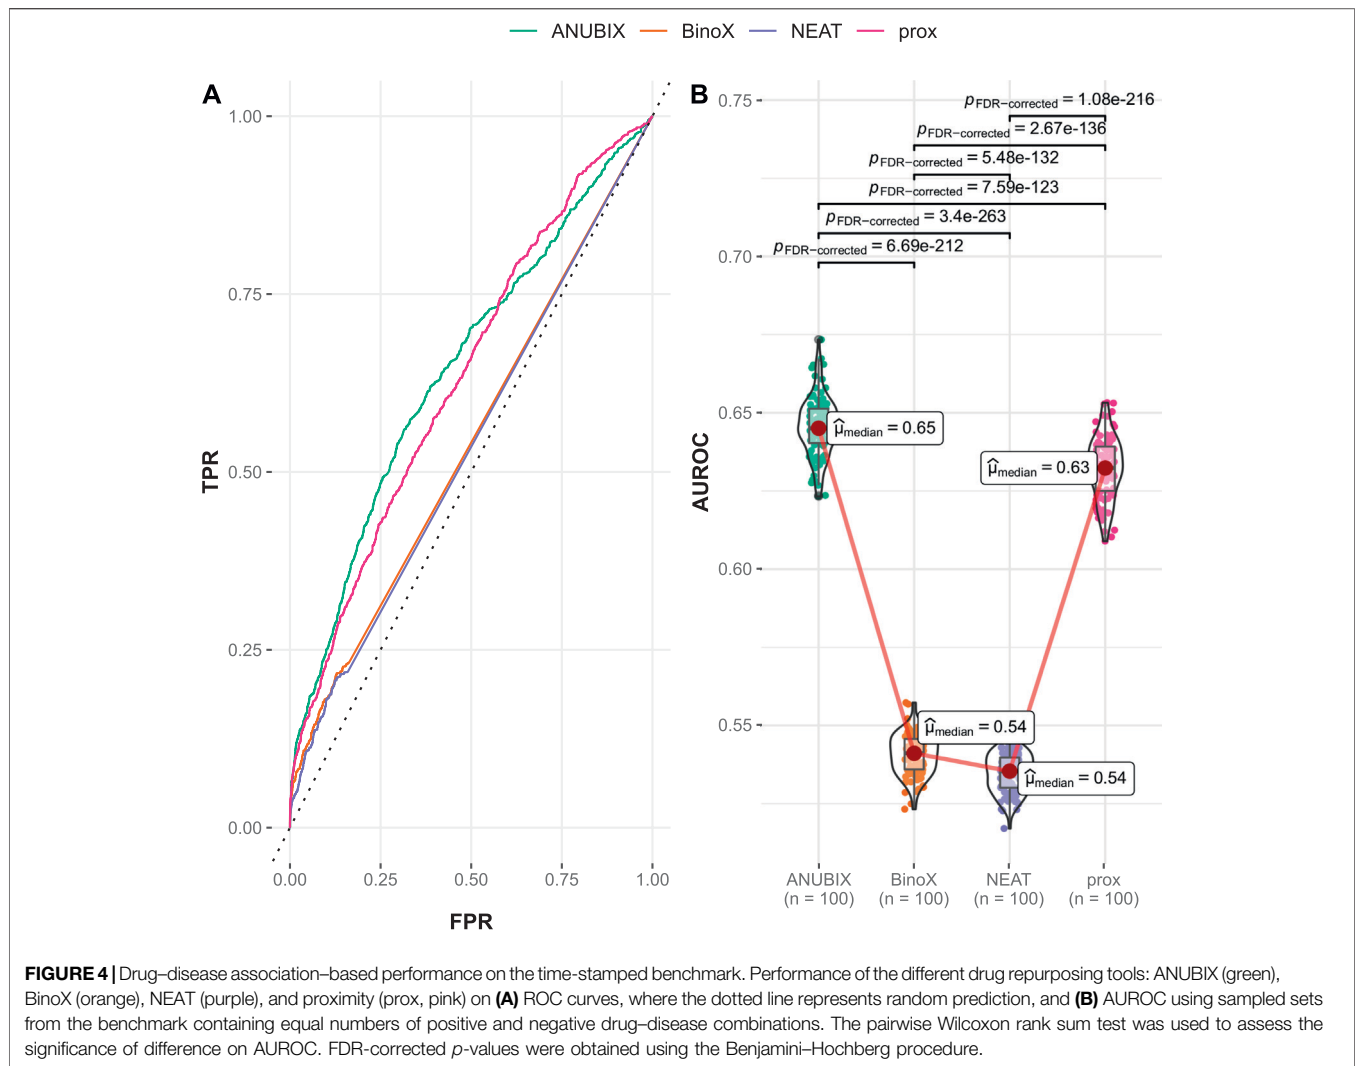 ANUBIX BinoX NEAT prox
A
1.00
0.75
0.50
0.25
0.00
TPR
0.00 0.25 0.50 0.75 1.00
FPR
B
0.75
0.70
0.65
0.60
0.55
AUROC
pFDR−corrected = 1.08e-216
pFDR−corrected = 2.67e-136
pFDR−corrected = 5.48e-132
pFDR−corrected = 7.59e-123
pFDR−corrected = 3.4e-263
pFDR−corrected = 6.69e-212
μ̂median = 0.65
μ̂median = 0.63
μ̂median = 0.54
μ̂median = 0.54
ANUBIX BinoX NEAT prox
(n = 100) (n = 100) (n = 100) (n = 100)
FIGURE 4 | Drug–disease association–based performance on the time-stamped benchmark. Performance of the different drug repurposing tools: ANUBIX (green),
BinoX (orange), NEAT (purple), and proximity (prox, pink) on (A) ROC curves, where the dotted line represents random prediction, and (B) AUROC using sampled sets
from the benchmark containing equal numbers of positive and negative drug–disease combinations. The pairwise Wilcoxon rank sum test was used to assess the
significance of difference on AUROC. FDR-corrected p-values were obtained using the Benjamini–Hochberg procedure.